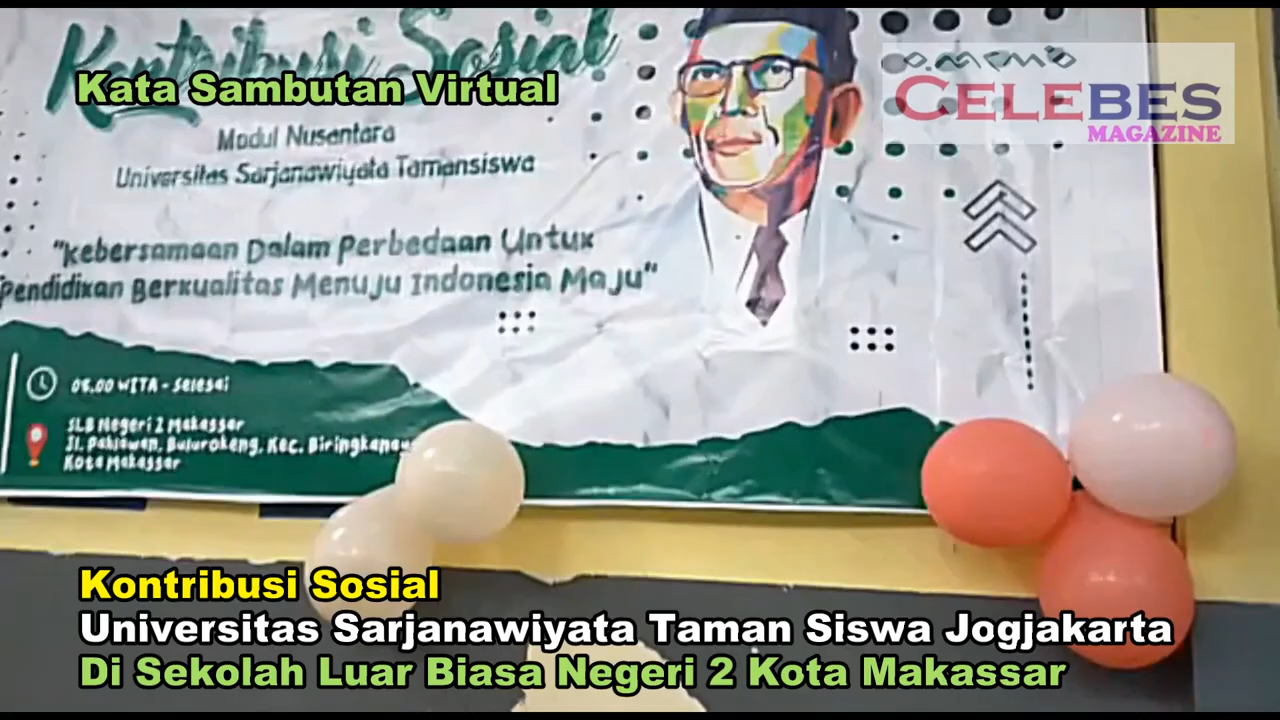 Kontribusi Sosial
Kata Sambutan Virtual
CELEBES
MAGAZINE
Modul Nusantara
Universitas Sarjanawiyata Tamansiswa
"Kebersamaan Dalam Perbedaan Untuk
Pendidikan Berkualitas Menuju Indonesia Maju"
08.00 WITA - Selesai
SLB Negeri 2 Makassar
Jl. Pahlawan, Bulurokeng, Kec. Biringkanay
Kota Makassar
Kontribusi Sosial
Universitas Sarjanawiyata Taman Siswa Jogjakarta
Di Sekolah Luar Biasa Negeri 2 Kota Makassar